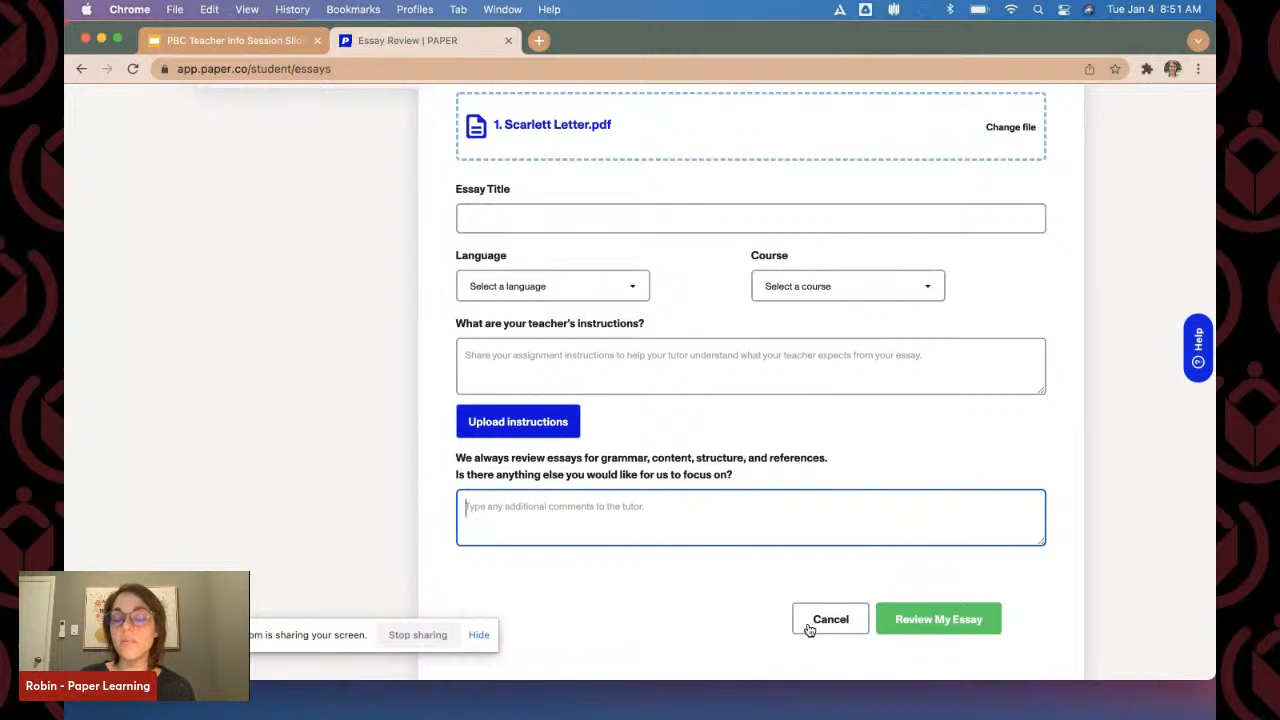 Chrome File Edit View History Bookmarks Profiles Tab Window Help Tue Jan 4 8:51 AM
PBC Teacher Info Session Slid Essay Review | PAPER
app.paper.co/student/essays
1. Scarlett Letter.pdf Change file
Essay Title
Language Course
Select a language Select a course
What are your teacher's instructions?
Share your assignment instructions to help your tutor understand what your teacher expects from your essay.
Upload instructions
We always review essays for grammar, content, structure, and references.
Is there anything else you would like for us to focus on?
Type any additional comments to the tutor.
Cancel Review My Essay
om is sharing your screen. Stop sharing Hide
Robin - Paper Learning
Help